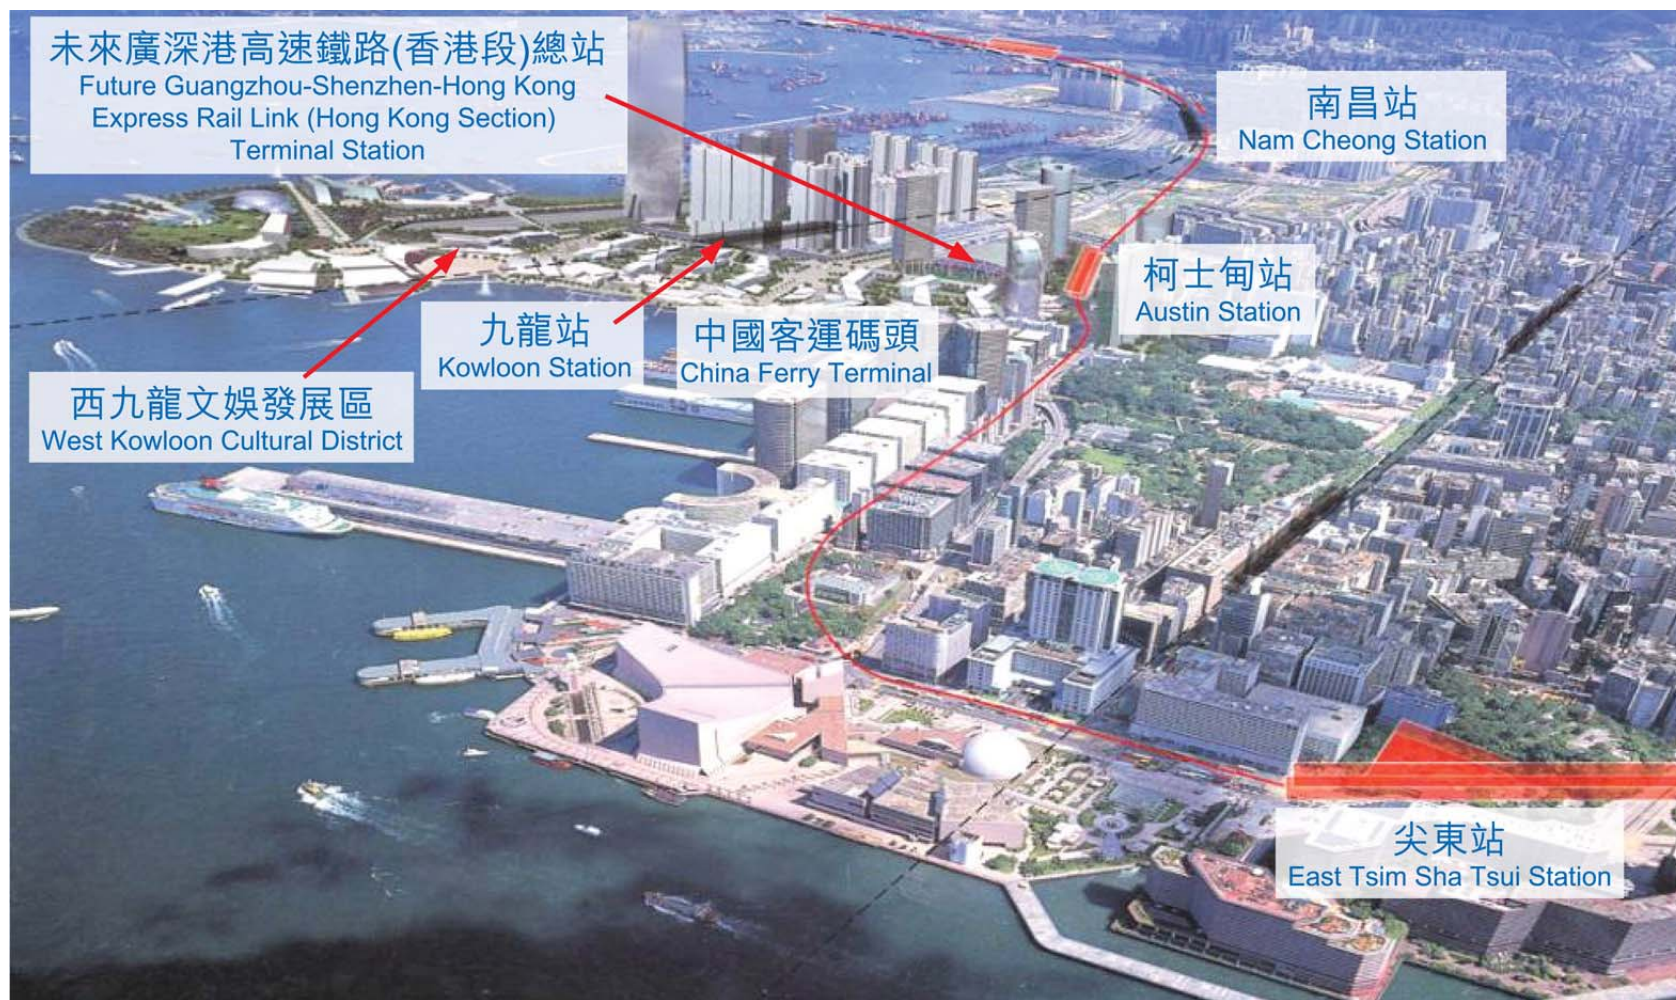 未來廣深港高速鐵路(香港段)總站
Future Guangzhou-Shenzhen-Hong Kong
Express Rail Link (Hong Kong Section)
Terminal Station
南昌站
Nam Cheong Station
柯士甸站
Austin Station
九龍站
Kowloon Station
中國客運碼頭
China Ferry Terminal
西九龍文娛發展區
West Kowloon Cultural District
尖東站
East Tsim Sha Tsui Station